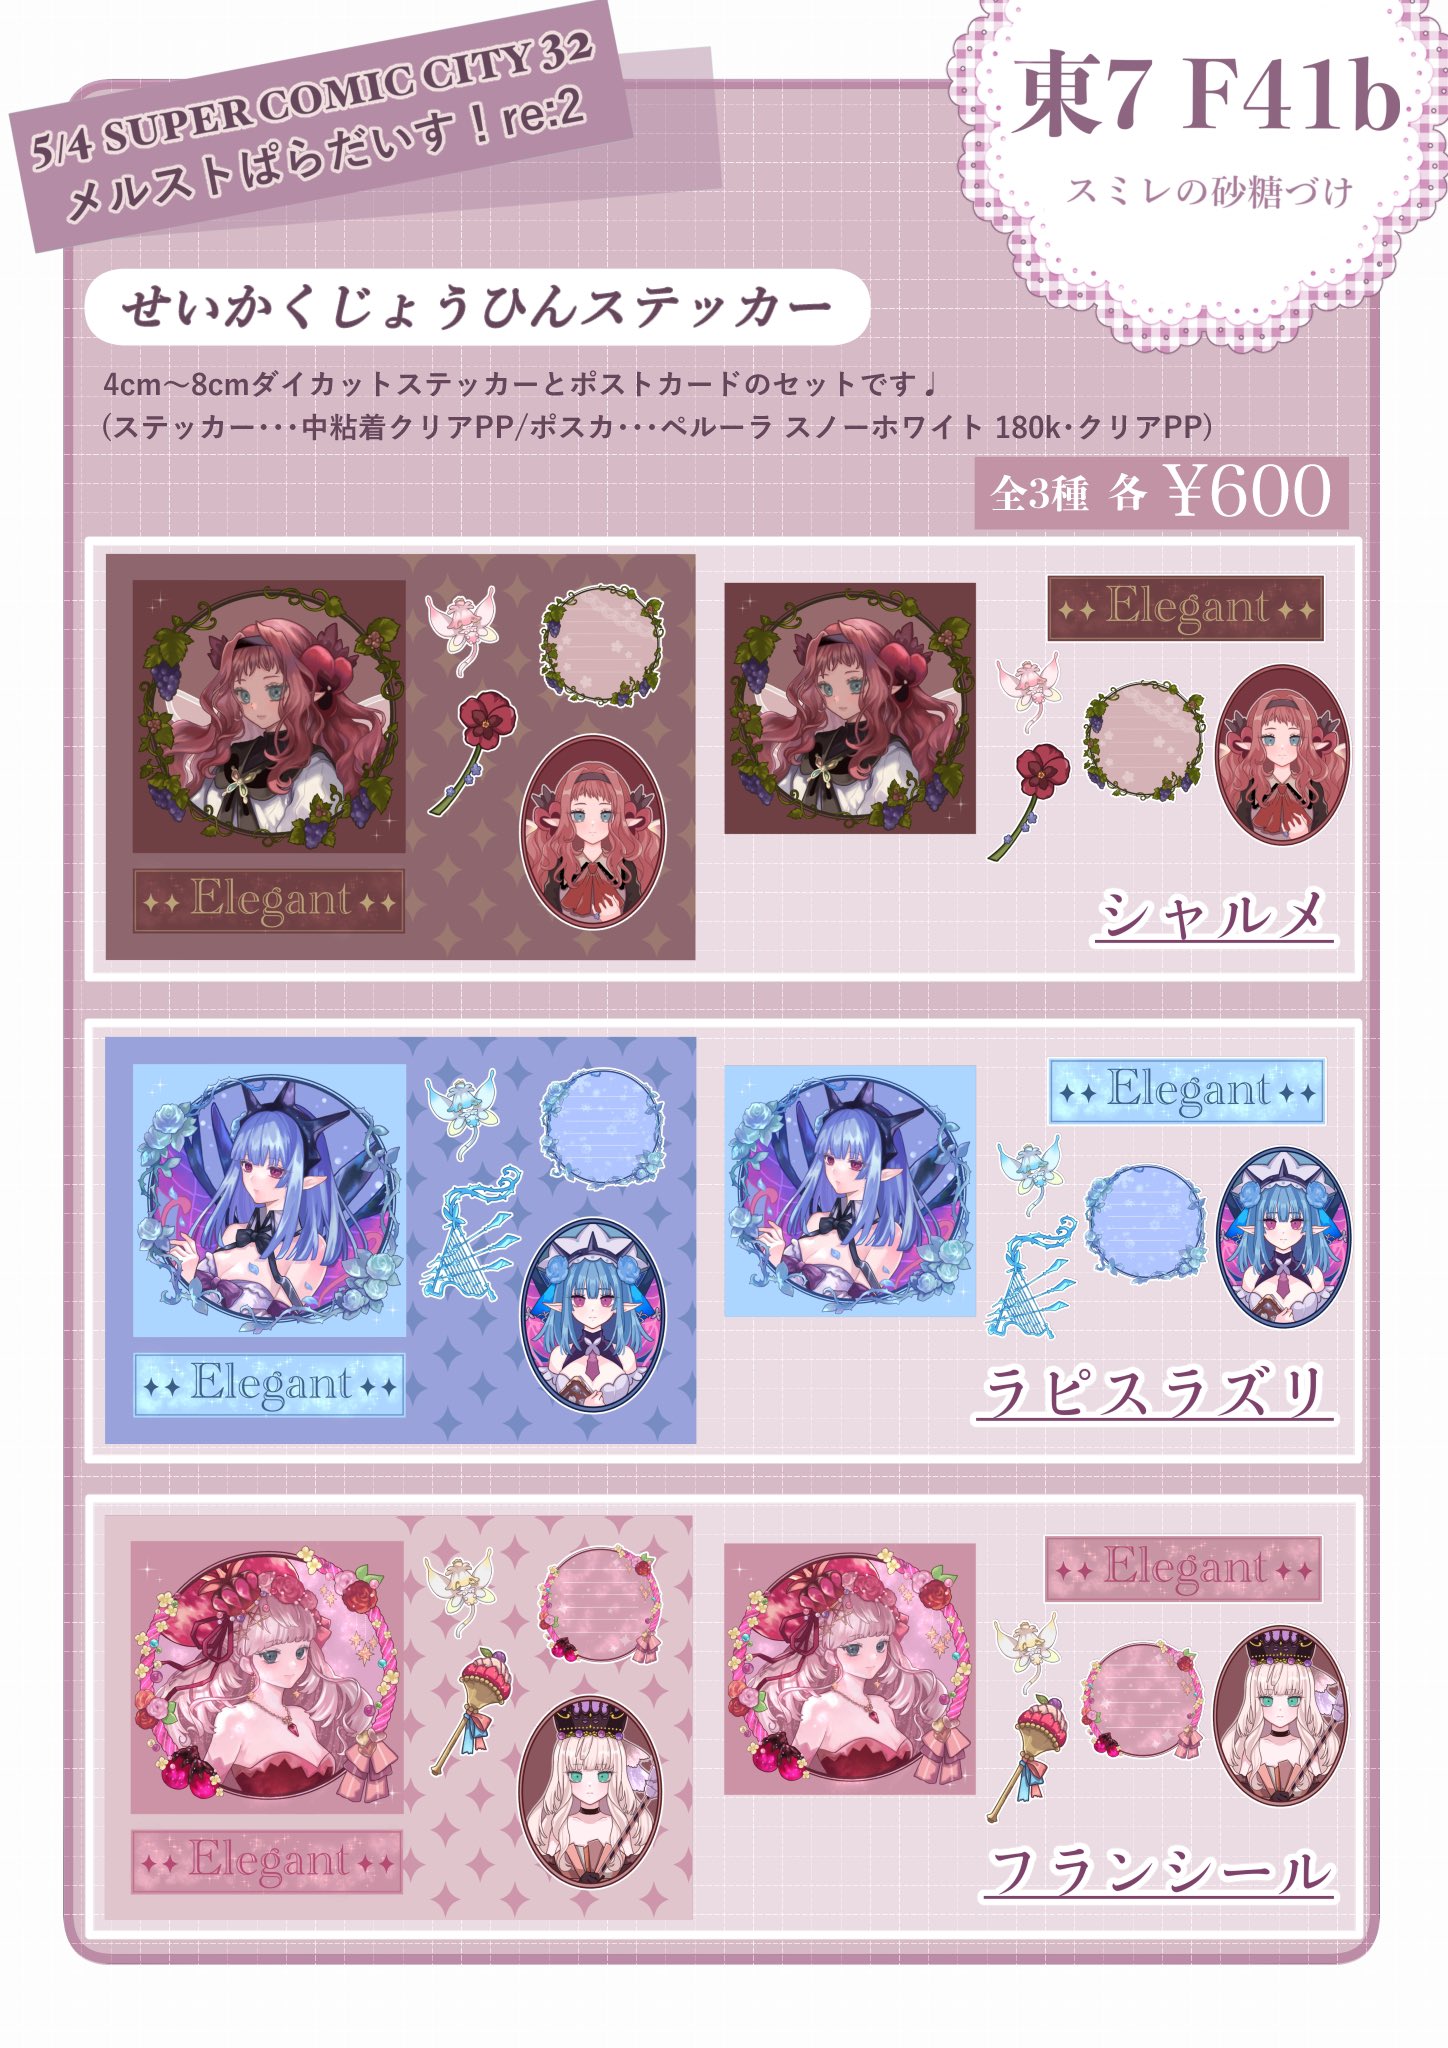 5/4 SUPER COMIC CITY 32
メルストぱらだいす！re:2
東7 F41b
スミレの砂糖づけ
せいかくじょうひんステッカー
4cm〜8cmダイカットステッカーとポストカードのセットです♩
(ステッカー･･･中粘着クリアPP/ポスカ･･･ペルーラ スノーホワイト 180k･クリアPP)
全3種 各 ¥600
Elegant
Elegant
シャルメ
Elegant
Elegant
ラピスラズリ
Elegant
Elegant
フランシール